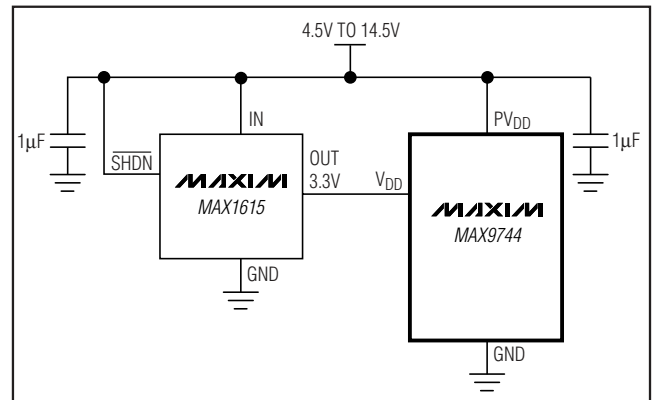 4.5V TO 14.5V
1μF
SHDN
IN
MAXIM
MAX1615
OUT
3.3V
GND
VDD
PVDD
MAXIM
MAX9744
GND
1μF